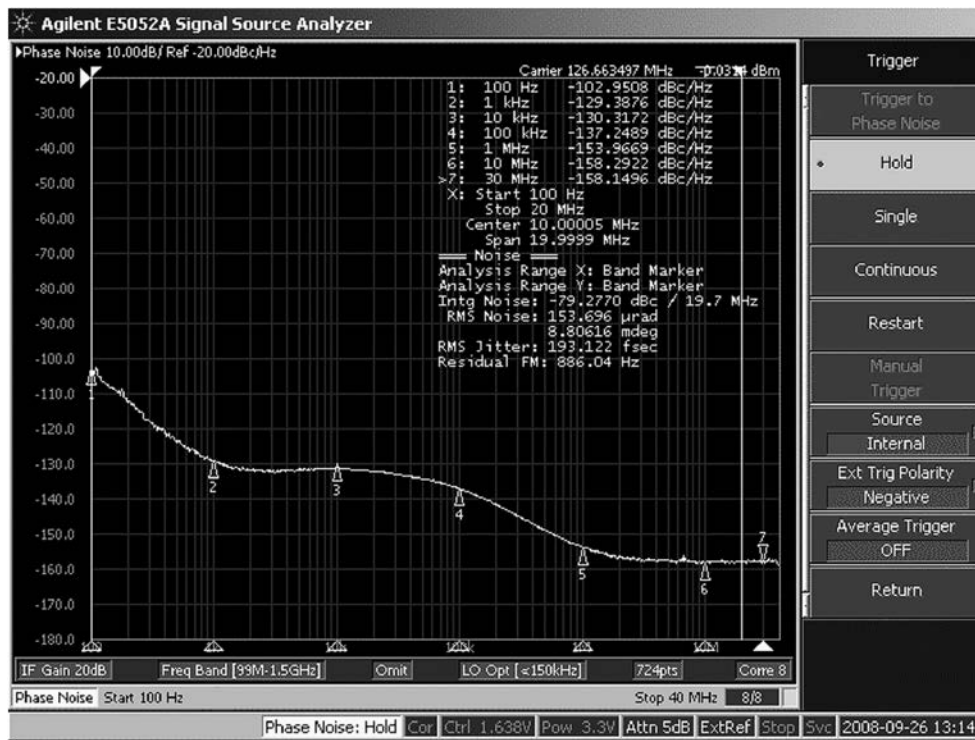 Agilent E5052A Signal Source Analyzer
Phase Noise 10.00dB/ Ref -20.00dBc/Hz
Carrier 126.663497 MHz dBm
1: 100 Hz -102.9508 dBc/Hz
2: 1 kHz -129.3876 dBc/Hz
3: 10 kHz -130.3172 dBc/Hz
4: 100 kHz -137.2489 dBc/Hz
5: 1 MHz -153.9669 dBc/Hz
6: 10 MHz -158.2922 dBc/Hz
>7: 30 MHz -158.1496 dBc/Hz
X: Start 100 Hz
Stop 20 MHz
Center 10.00005 MHz
Span 19.9999 MHz
Noise
Analysis Range X: Band Marker
Analysis Range Y: Band Marker
Intg Noise: -79.2770 dBc / 19.7 MHz
RMS Noise: 153.696 µrad
8.80616 mdeg
RMS Jitter: 193.122 fsec
Residual FM: 886.04 Hz
-20.00
-30.00
-40.00
-50.00
-60.00
-70.00
-80.00
-90.00
-100.0
-110.0
-120.0
-130.0
-140.0
-150.0
-160.0
-170.0
-180.0
1
2
3
4
5
6
7
IF Gain 20dB
Freq Band [99M-1.5GHz]
Omit
LO Opt [≤150kHz]
724pts
Corre 8
Phase Noise Start 100 Hz
Stop 40 MHz
8/8
Trigger
Trigger to
Phase Noise
Hold
Single
Continuous
Restart
Manual
Trigger
Source
Internal
Ext Trig Polarity
Negative
Average Trigger
OFF
Return
Phase Noise: Hold Cor Ctrl 1.638V Pow 3.3V Attn 5dB ExtRef Stop Svc 2008-09-26 13:14